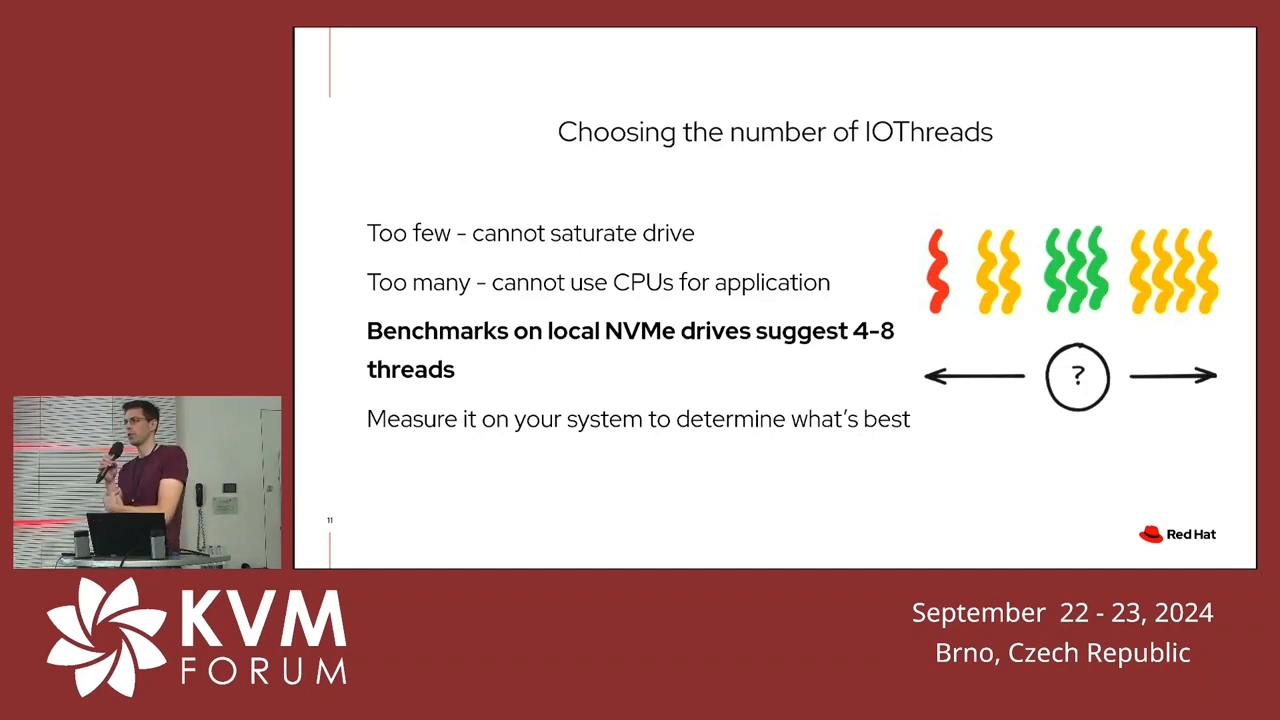 Choosing the number of IOThreads
Too few - cannot saturate drive
Too many - cannot use CPUs for application
Benchmarks on local NVMe drives suggest 4-8
threads
?
Measure it on your system to determine what's best
11
Red Hat
KVM
FORUM
September 22 - 23, 2024
Brno, Czech Republic